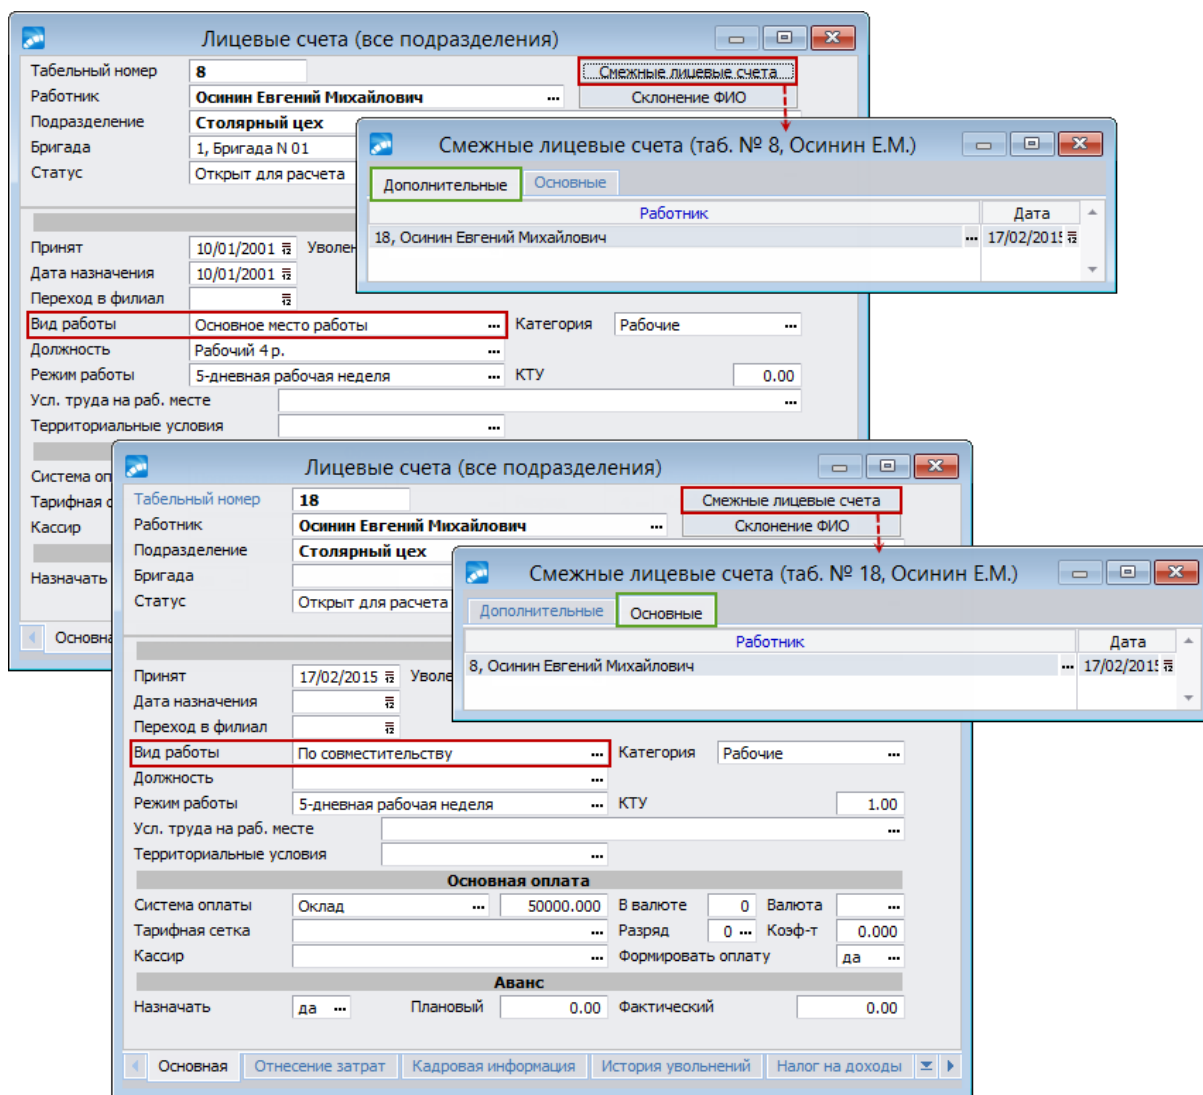 Лицевые счета (все подразделения)
Табельный номер 8 Смежные лицевые счета
Работник Осинин Евгений Михайлович ... Склонение ФИО
Подразделение Столярный цех
Бригада 1, Бригада N 01
Статус Открыт для расчета
Смежные лицевые счета (таб. № 8, Осинин Е.М.)
Дополнительные Основные
Работник Дата
18, Осинин Евгений Михайлович ... 17/02/201
Принят 10/01/2001 Уволен
Дата назначения 10/01/2001
Переход в филиал
Вид работы Основное место работы ... Категория Рабочие ...
Должность Рабочий 4 р. ...
Режим работы 5-дневная рабочая неделя ... КТУ 0.00
Усл. труда на раб. месте ...
Территориальные условия ...
Система оп
Тарифная
Кассир
Назначать
Основна
Лицевые счета (все подразделения)
Табельный номер 18 Смежные лицевые счета
Работник Осинин Евгений Михайлович ... Склонение ФИО
Подразделение Столярный цех
Бригада
Статус Открыт для расчета
Смежные лицевые счета (таб. № 18, Осинин Е.М.)
Дополнительные Основные
Работник Дата
8, Осинин Евгений Михайлович ... 17/02/201
Принят 17/02/2015 Уволе
Дата назначения
Переход в филиал
Вид работы По совместительству ... Категория Рабочие ...
Должность ...
Режим работы 5-дневная рабочая неделя ... КТУ 1.00
Усл. труда на раб. месте ...
Территориальные условия ...
Основная оплата
Система оплаты Оклад ... 50000.000 В валюте 0 Валюта ...
Тарифная сетка ... Разряд 0 ... Коэф-т 0.000
Кассир ... Формировать оплату да ...
Аванс
Назначать да ... Плановый 0.00 Фактический 0.00
Основная Отнесение затрат Кадровая информация История увольнений Налог на доходы